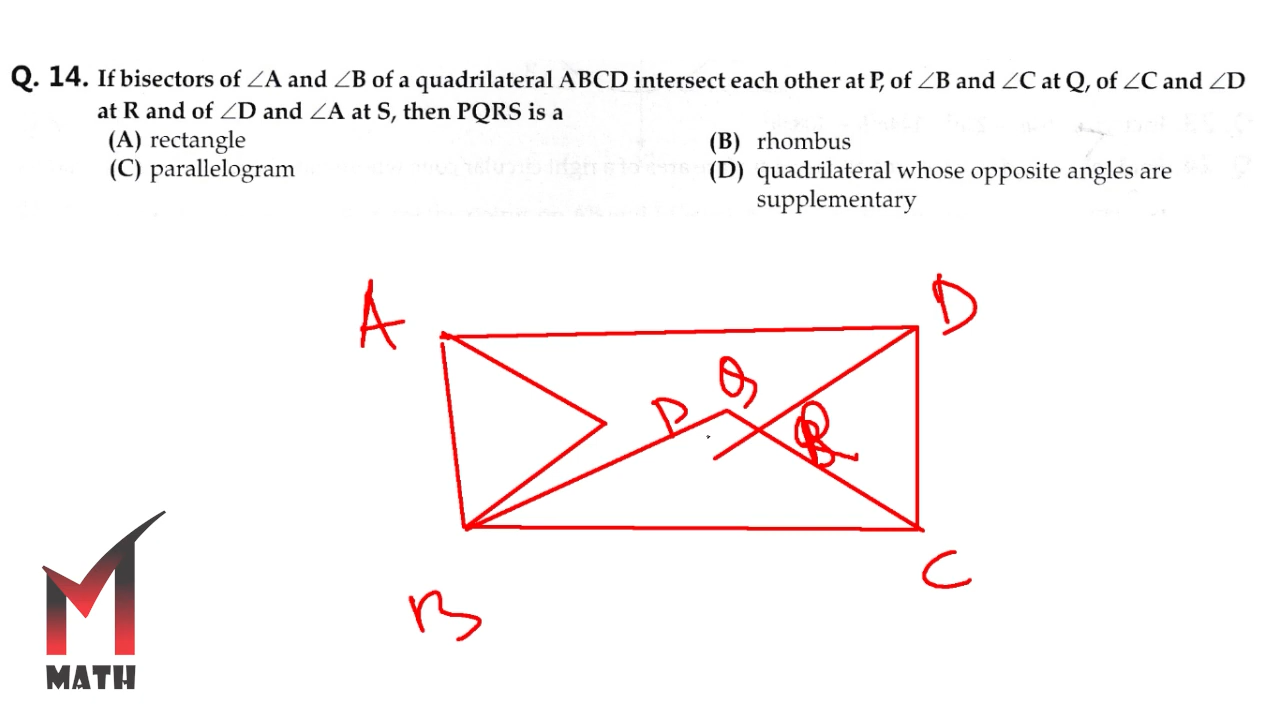 Q. 14. If bisectors of ∠A and ∠B of a quadrilateral ABCD intersect each other at P, of ∠B and ∠C at Q, of ∠C and ∠D
at R and of ∠D and ∠A at S, then PQRS is a
(A) rectangle (B) rhombus
(C) parallelogram (D) quadrilateral whose opposite angles are
supplementary
A D
Q
P R
B C
MATH